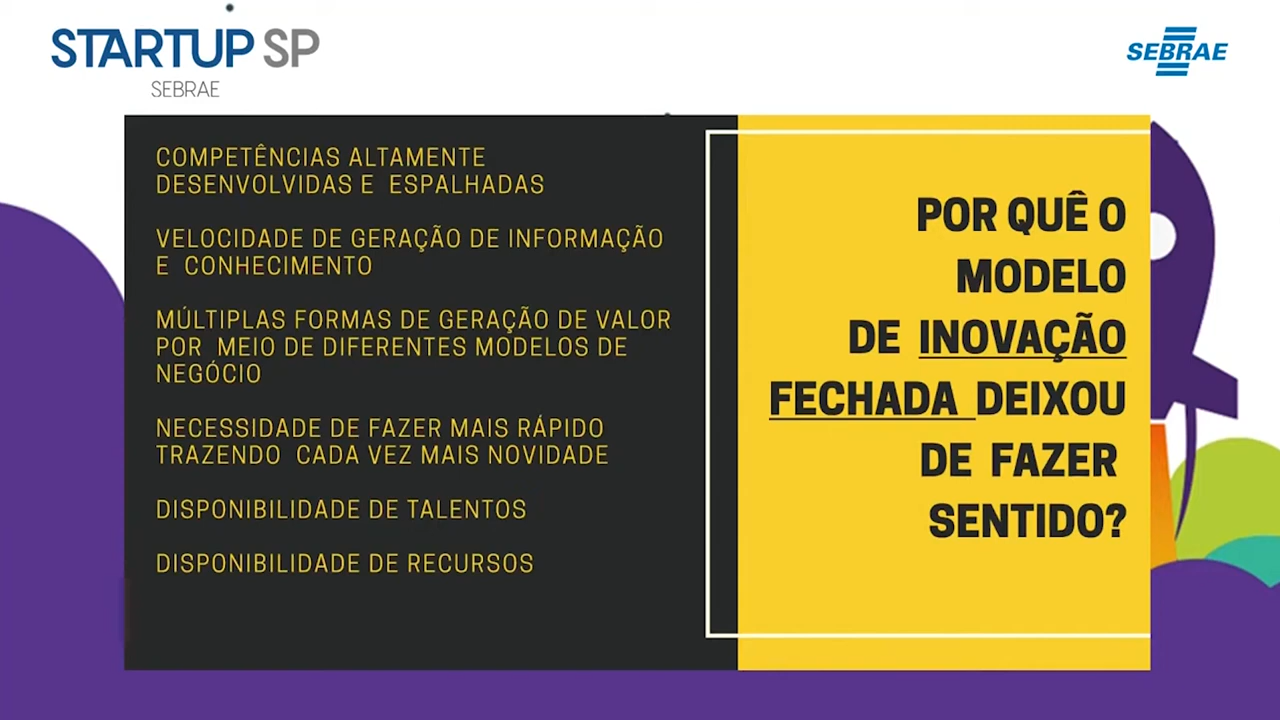 STARTUP SP
SEBRAE
SEBRAE
COMPETÊNCIAS ALTAMENTE
DESENVOLVIDAS E ESPALHADAS
VELOCIDADE DE GERAÇÃO DE INFORMAÇÃO
E CONHECIMENTO
MÚLTIPLAS FORMAS DE GERAÇÃO DE VALOR
POR MEIO DE DIFERENTES MODELOS DE
NEGÓCIO
NECESSIDADE DE FAZER MAIS RÁPIDO
TRAZENDO CADA VEZ MAIS NOVIDADE
DISPONIBILIDADE DE TALENTOS
DISPONIBILIDADE DE RECURSOS
POR QUÊ O
MODELO
DE INOVAÇÃO
FECHADA DEIXOU
DE FAZER
SENTIDO?